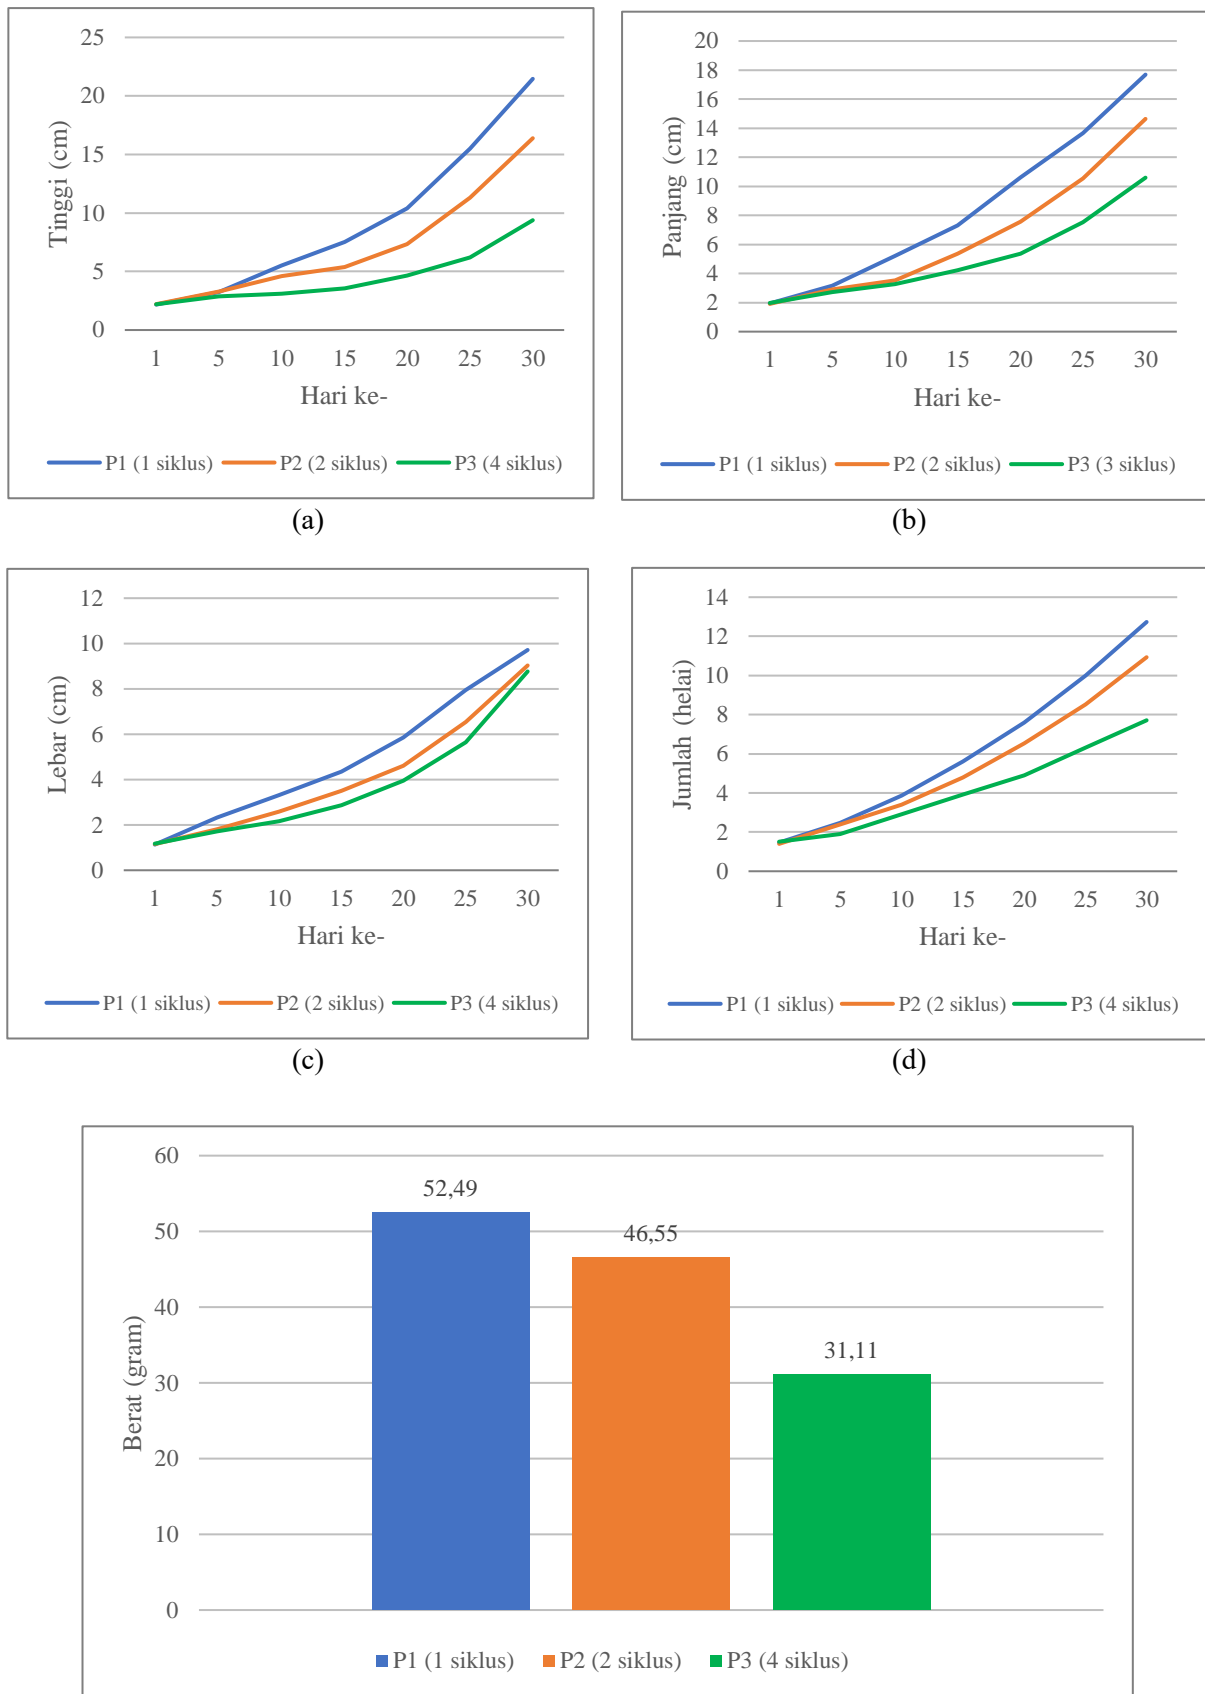 25
20
15
10
5
0
Tinggi (cm)
1 5 10 15 20 25 30
Hari ke-
P1 (1 siklus) P2 (2 siklus) P3 (4 siklus)
(a)
20
18
16
14
12
10
8
6
4
2
0
Panjang (cm)
1 5 10 15 20 25 30
Hari ke-
P1 (1 siklus) P2 (2 siklus) P3 (3 siklus)
(b)
12
10
8
6
4
2
0
Lebar (cm)
1 5 10 15 20 25 30
Hari ke-
P1 (1 siklus) P2 (2 siklus) P3 (4 siklus)
(c)
14
12
10
8
6
4
2
0
Jumlah (helai)
1 5 10 15 20 25 30
Hari ke-
P1 (1 siklus) P2 (2 siklus) P3 (4 siklus)
(d)
60
50
40
30
20
10
0
Berat (gram)
52,49
46,55
31,11
P1 (1 siklus) P2 (2 siklus) P3 (4 siklus)